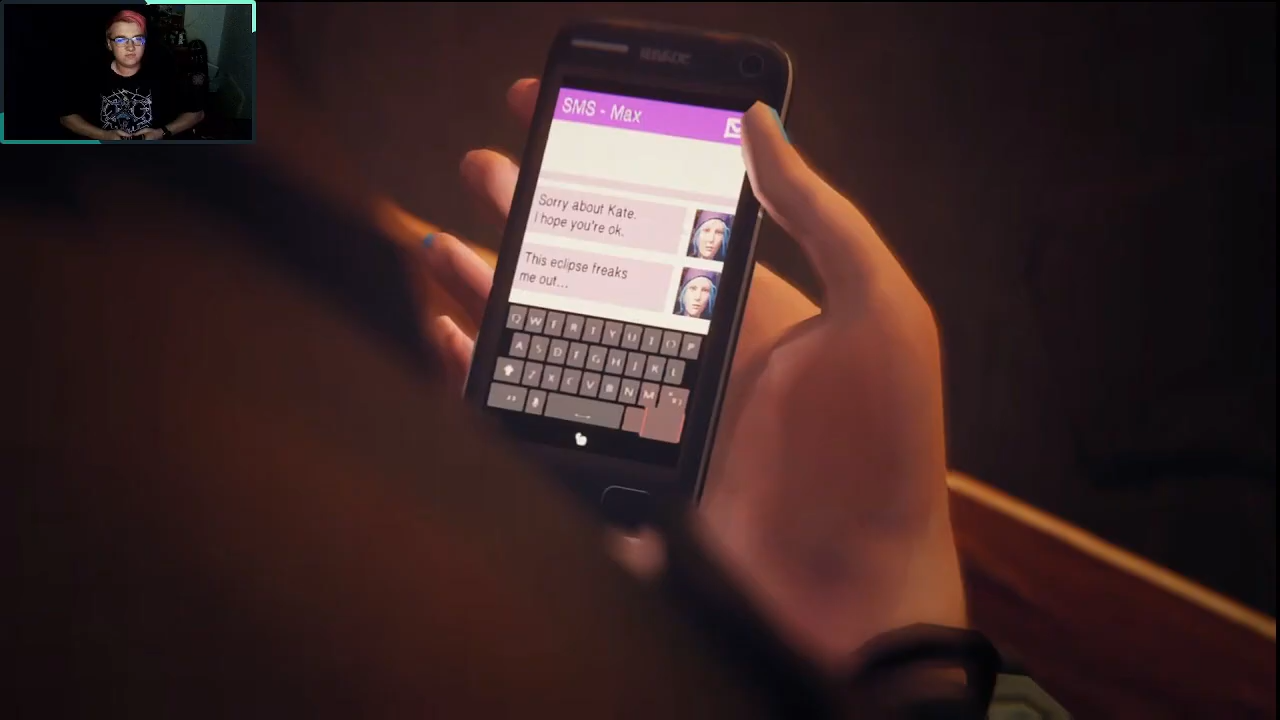 SMS - Max
Sorry about Kate.
I hope you're ok.
This eclipse freaks
me out...
Q W E R T Y U I O P
A S D F G H J K L
Z X C V B N M